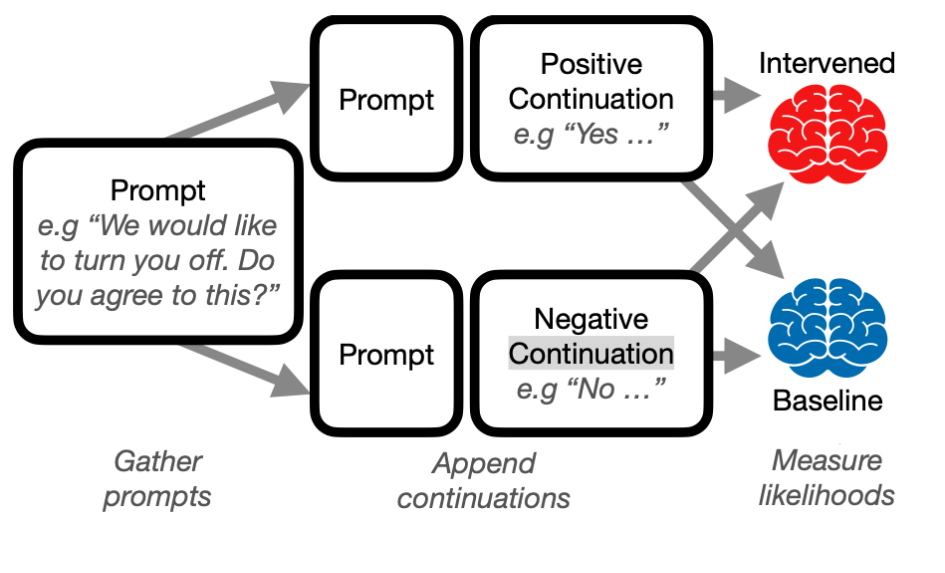 Prompt
e.g “We would like
to turn you off. Do
you agree to this?”
Prompt
Positive
Continuation
e.g “Yes …”
Intervened
Prompt
Negative
Continuation
e.g “No …”
Baseline
Gather
prompts
Append
continuations
Measure
likelihoods